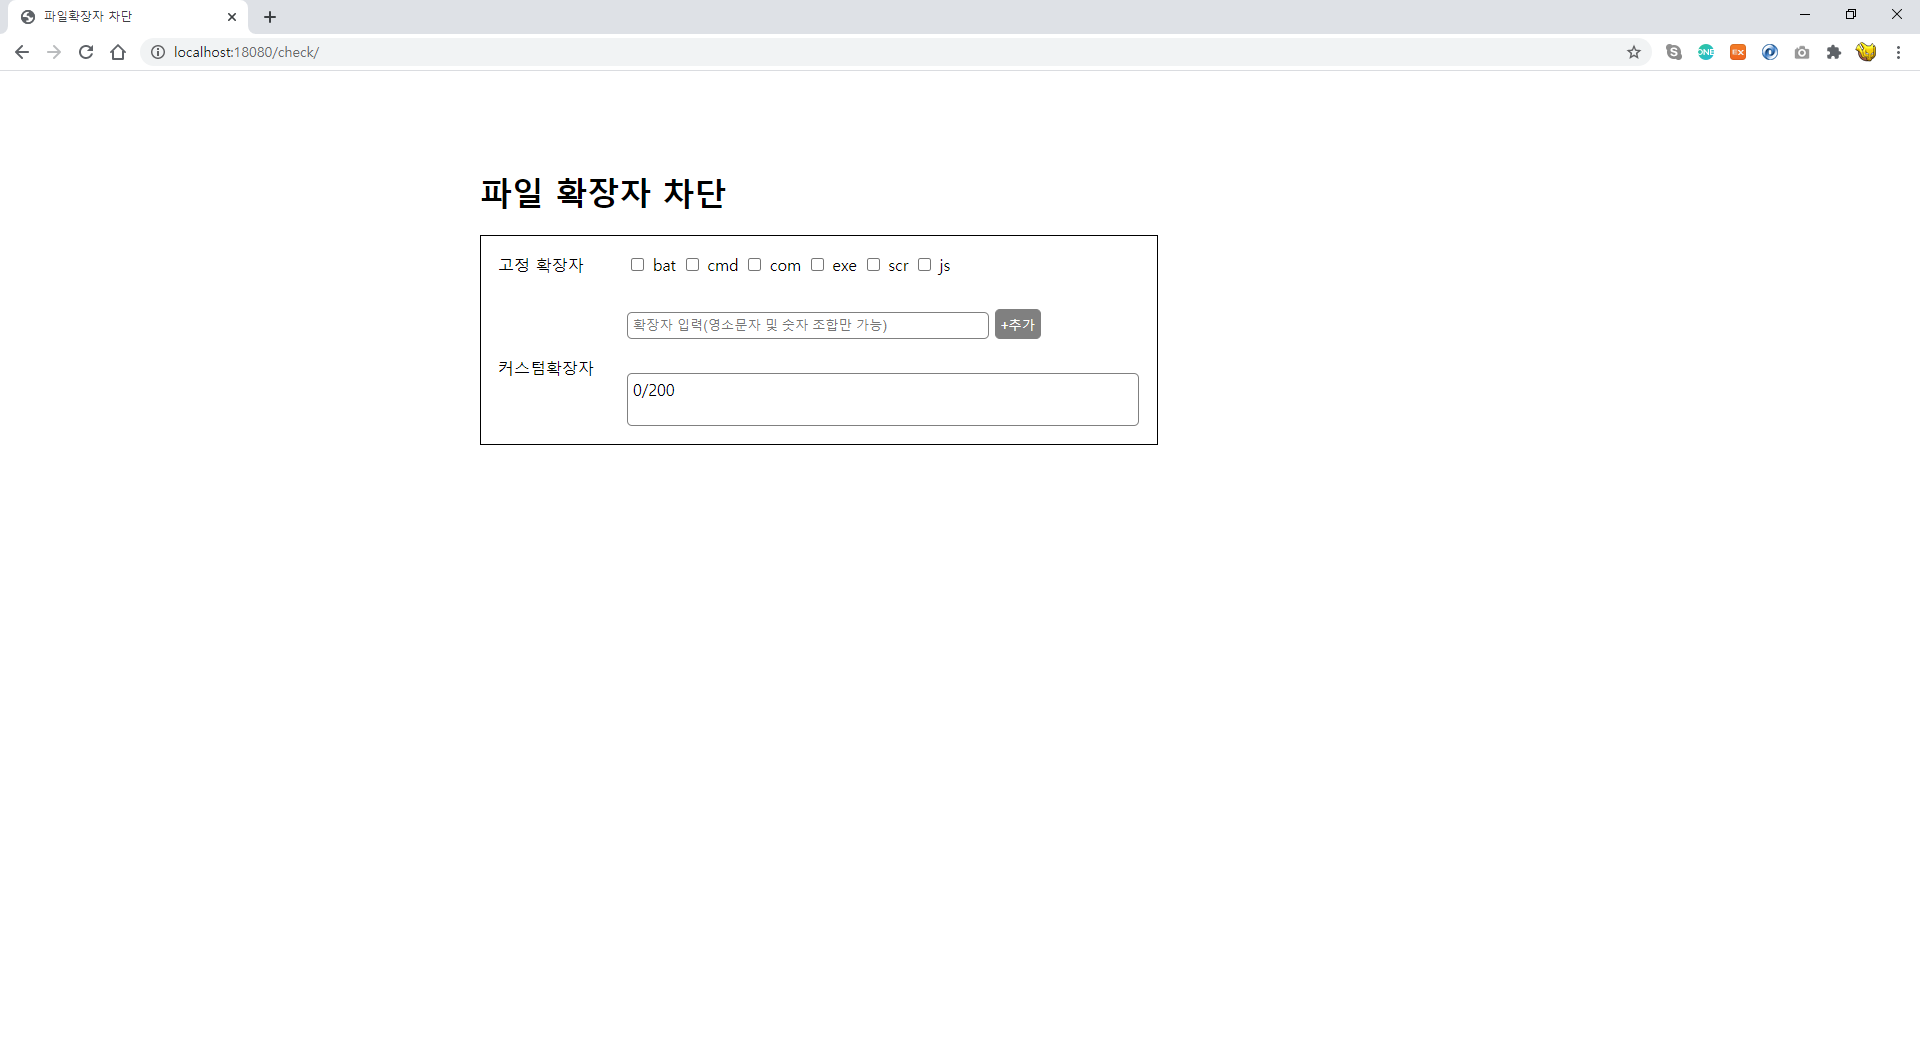 파일확장자 차단
localhost:18080/check/
ONE
EX
파일 확장자 차단
고정 확장자 bat cmd com exe scr js
확장자 입력(영소문자 및 숫자 조합만 가능) +추가
커스텀확장자
0/200